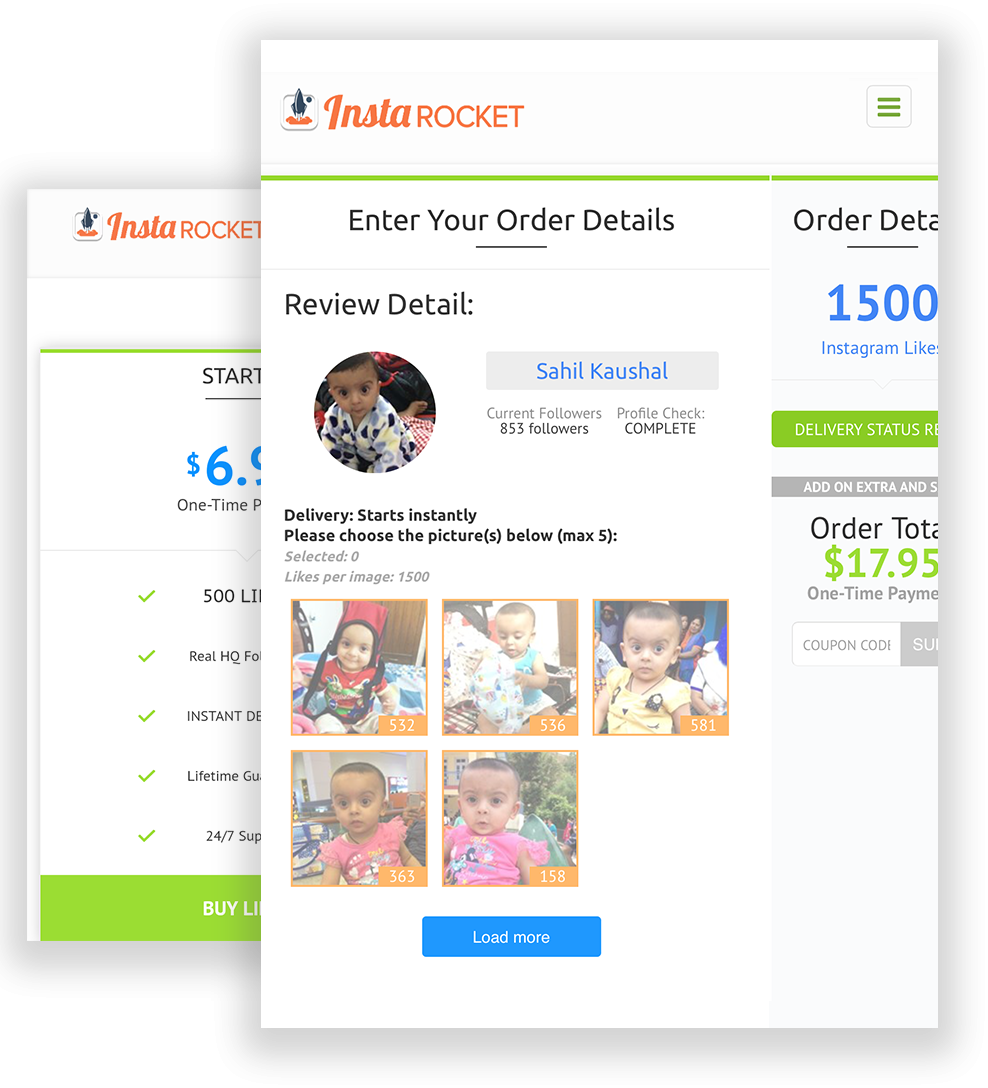 Insta ROCKET
Enter Your Order Details
Review Detail:
Sahil Kaushal
Current Followers
853 followers
Profile Check:
COMPLETE
Delivery: Starts instantly
Please choose the picture(s) below (max 5):
Selected: 0
Likes per image: 1500
532
536
581
363
158
Load more
Order Deta
1500
Instagram Likes
DELIVERY STATUS RE
ADD ON EXTRA AND S
Order Tota
$17.95
One-Time Payme
COUPON CODE
SU
Insta ROCKET
START
$6.9
One-Time P
500 LI
Real HQ Fol
INSTANT DE
Lifetime Gua
24/7 Sup
BUY LI